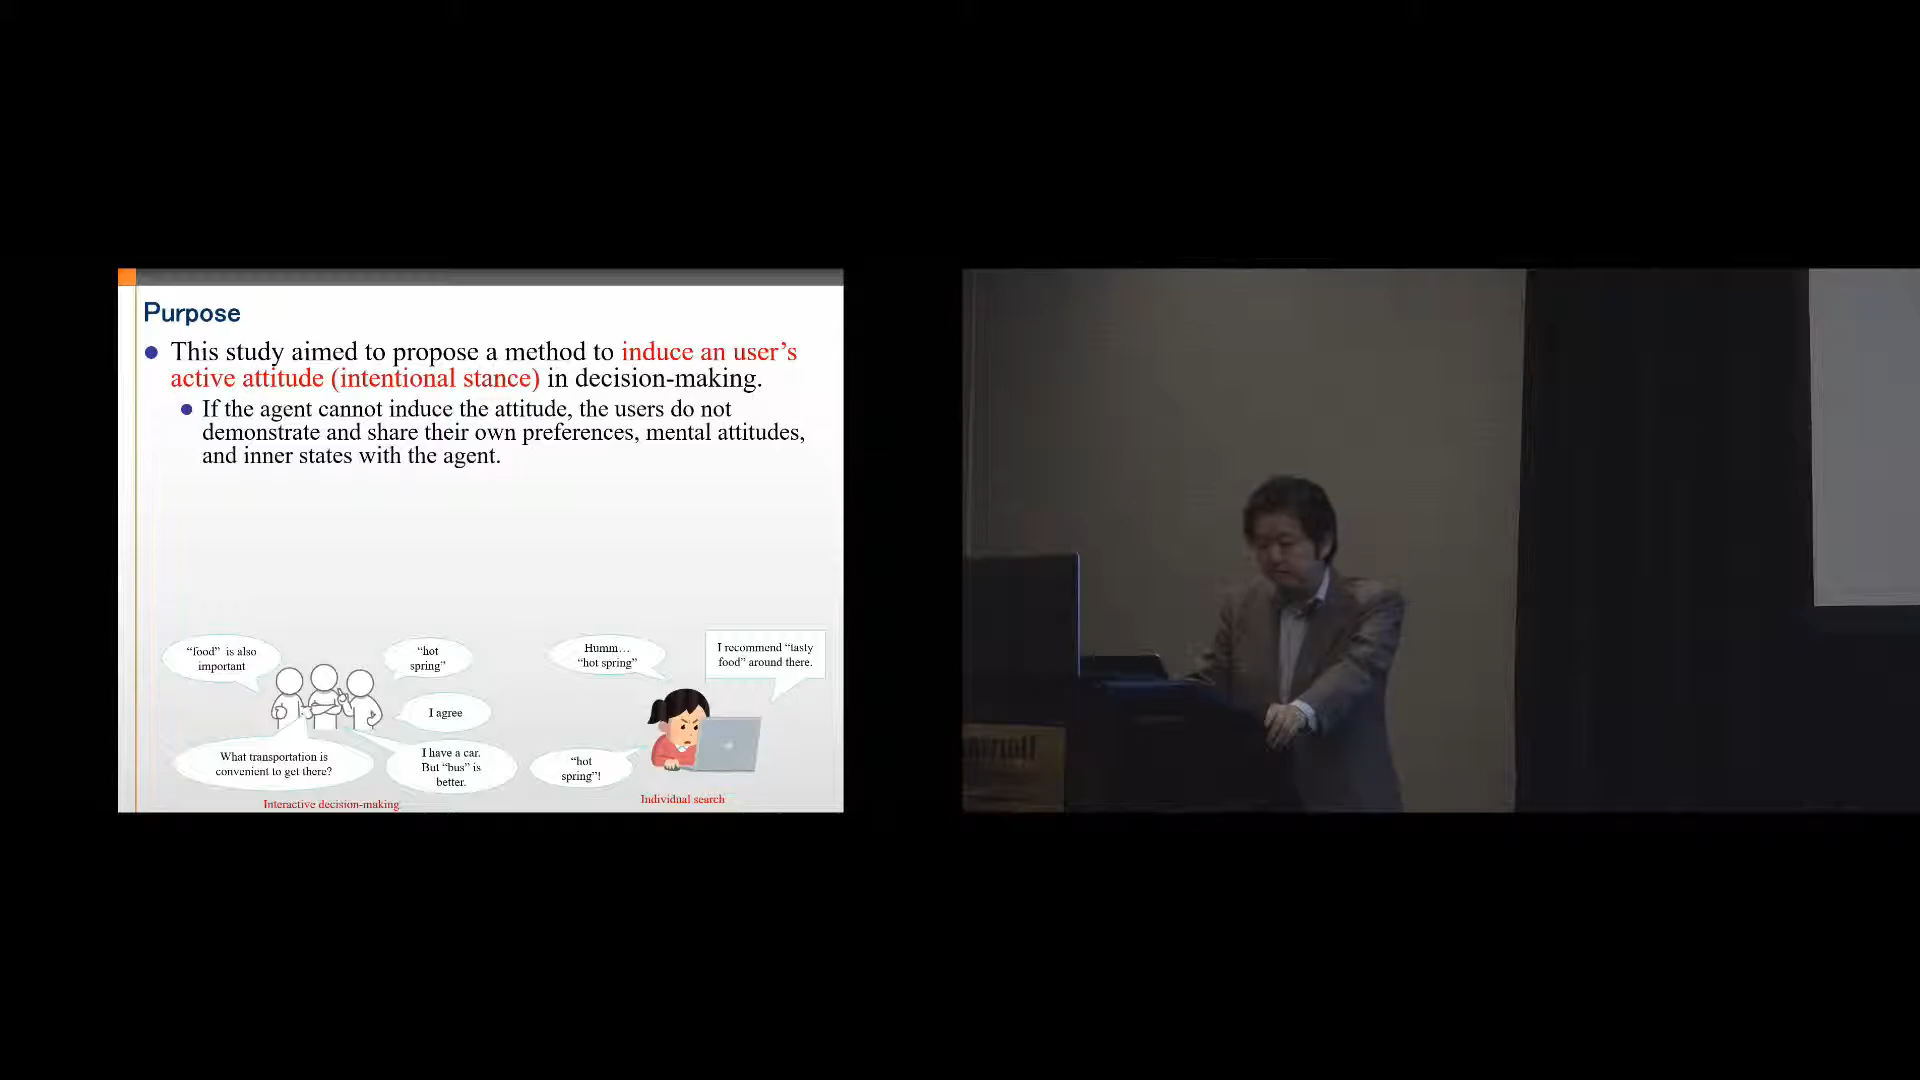 Purpose
This study aimed to propose a method to induce an user’s
active attitude (intentional stance) in decision-making.
If the agent cannot induce the attitude, the users do not
demonstrate and share their own preferences, mental attitudes,
and inner states with the agent.
“food” is also
important
“hot
spring”
I agree
What transportation is
convenient to get there?
I have a car.
But “bus” is
better.
Interactive decision-making
Humm…
“hot spring”
I recommend “tasty
food” around there.
“hot
spring”!
Individual search